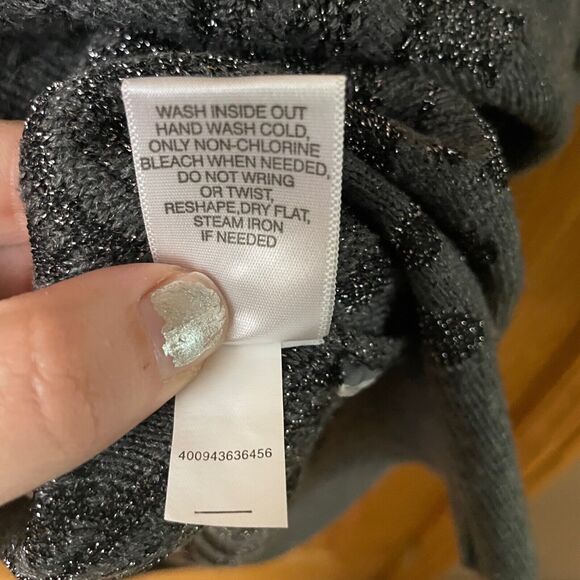 WASH INSIDE OUT
HAND WASH COLD,
ONLY NON-CHLORINE
BLEACH WHEN NEEDED,
DO NOT WRING
OR TWIST,
RESHAPE,DRY FLAT,
STEAM IRON
IF NEEDED
400943636456